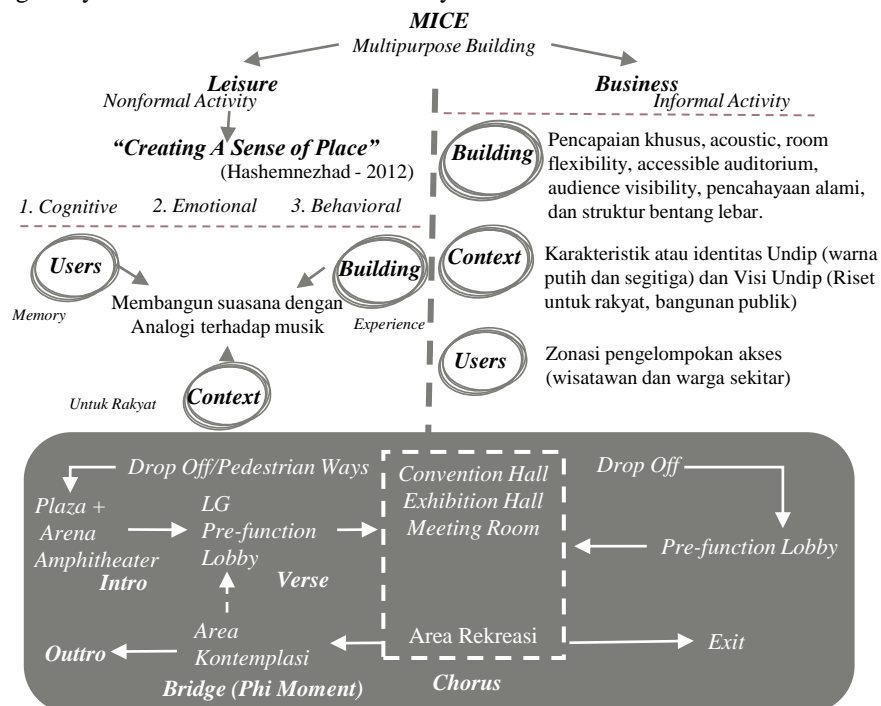 MICE
Multipurpose Building
Leisure
Nonformal Activity
"Creating A Sense of Place"
(Hashemnezhad - 2012)
1. Cognitive 2. Emotional 3. Behavioral
Users
Memory
Building
Experience
Membangun suasana dengan
Analogi terhadap musik
Untuk Rakyat
Context
Business
Informal Activity
Building
Pencapaian khusus, acoustic, room
flexibility, accessible auditorium,
audience visibility, pencahayaan alami,
dan struktur bentang lebar.
Context
Karakteristik atau identitas Undip (warna
putih dan segitiga) dan Visi Undip (Riset
untuk rakyat, bangunan publik)
Users
Zonasi pengelompokan akses
(wisatawan dan warga sekitar)
Drop Off/Pedestrian Ways
Plaza +
Arena
Amphitheater
Intro
LG
Pre-function
Lobby
Verse
Convention Hall
Exhibition Hall
Meeting Room
Drop Off
Pre-function Lobby
Area Rekreasi
Exit
Chorus
Area
Kontemplasi
Bridge (Phi Moment)
Outtro